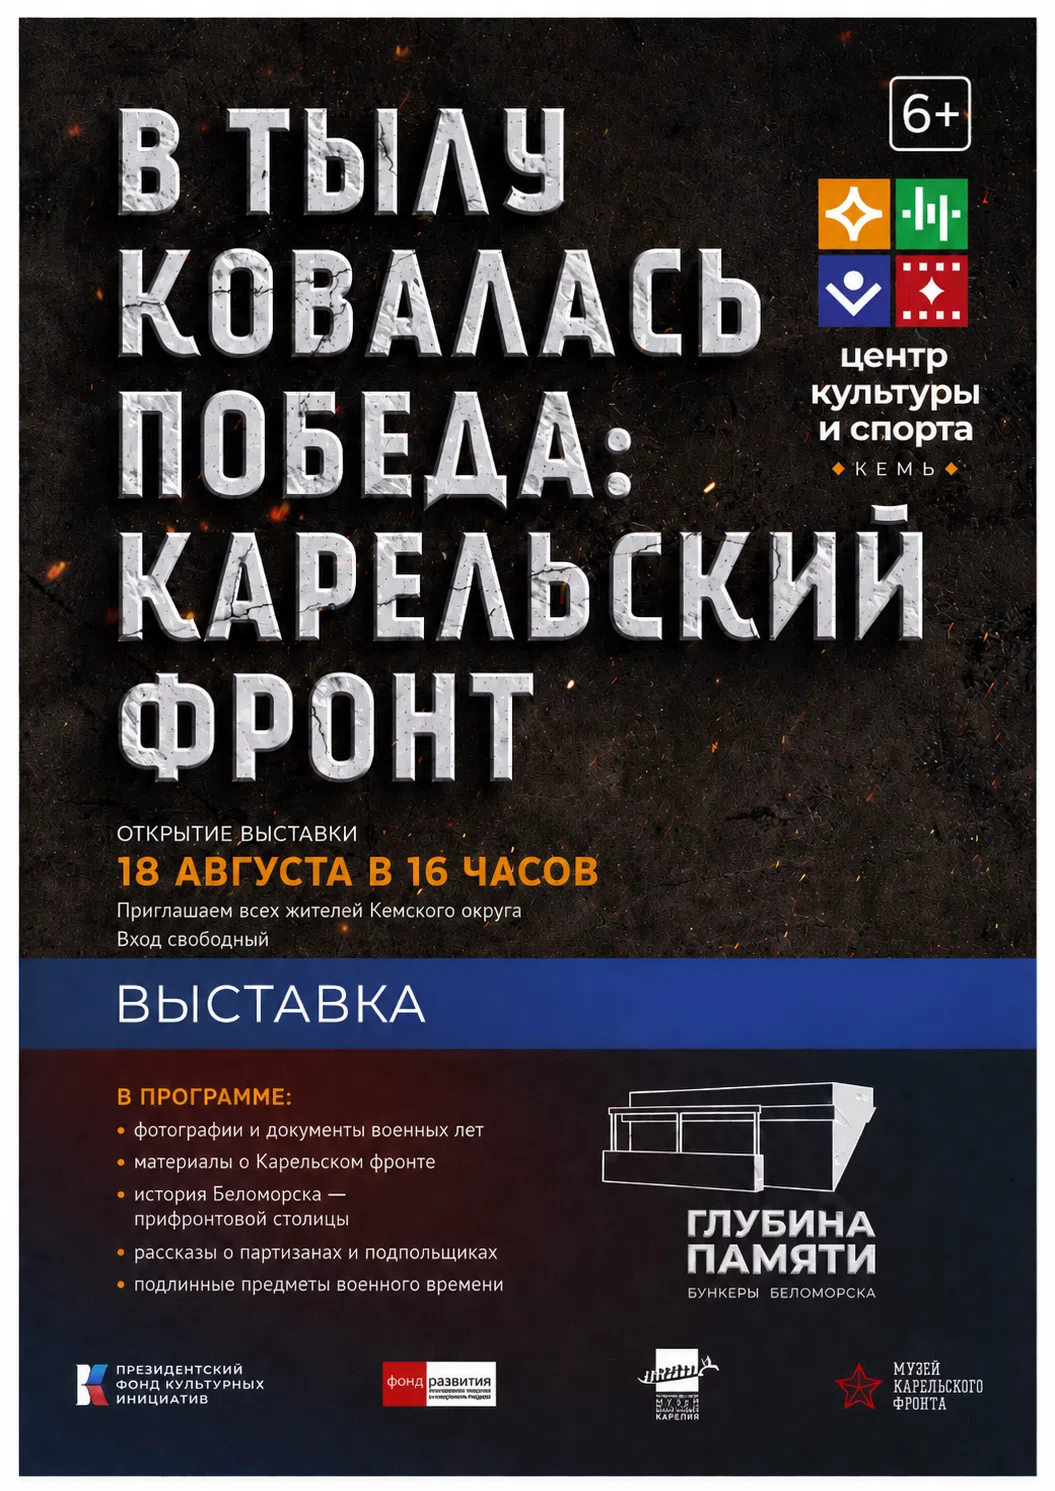 В ТЫЛУ
КОВАЛАСЬ
ПОБЕДА:
КАРЕЛЬСКИЙ
ФРОНТ
6+
центр
культуры
и спорта
КЕМЬ
ОТКРЫТИЕ ВЫСТАВКИ
18 АВГУСТА В 16 ЧАСОВ
Приглашаем всех жителей Кемского округа
Вход свободный
ВЫСТАВКА
В ПРОГРАММЕ:
• фотографии и документы военных лет
• материалы о Карельском фронте
• история Беломорска —
прифронтовой столицы
• рассказы о партизанах и подпольщиках
• подлинные предметы военного времени
ГЛУБИНА
ПАМЯТИ
БУНКЕРЫ БЕЛОМОРСКА
ПРЕЗИДЕНТСКИЙ
ФОНД КУЛЬТУРНЫХ
ИНИЦИАТИВ
фонд развития
КАРЕЛИЯ
МУЗЕЙ
КАРЕЛЬСКОГО
ФРОНТА